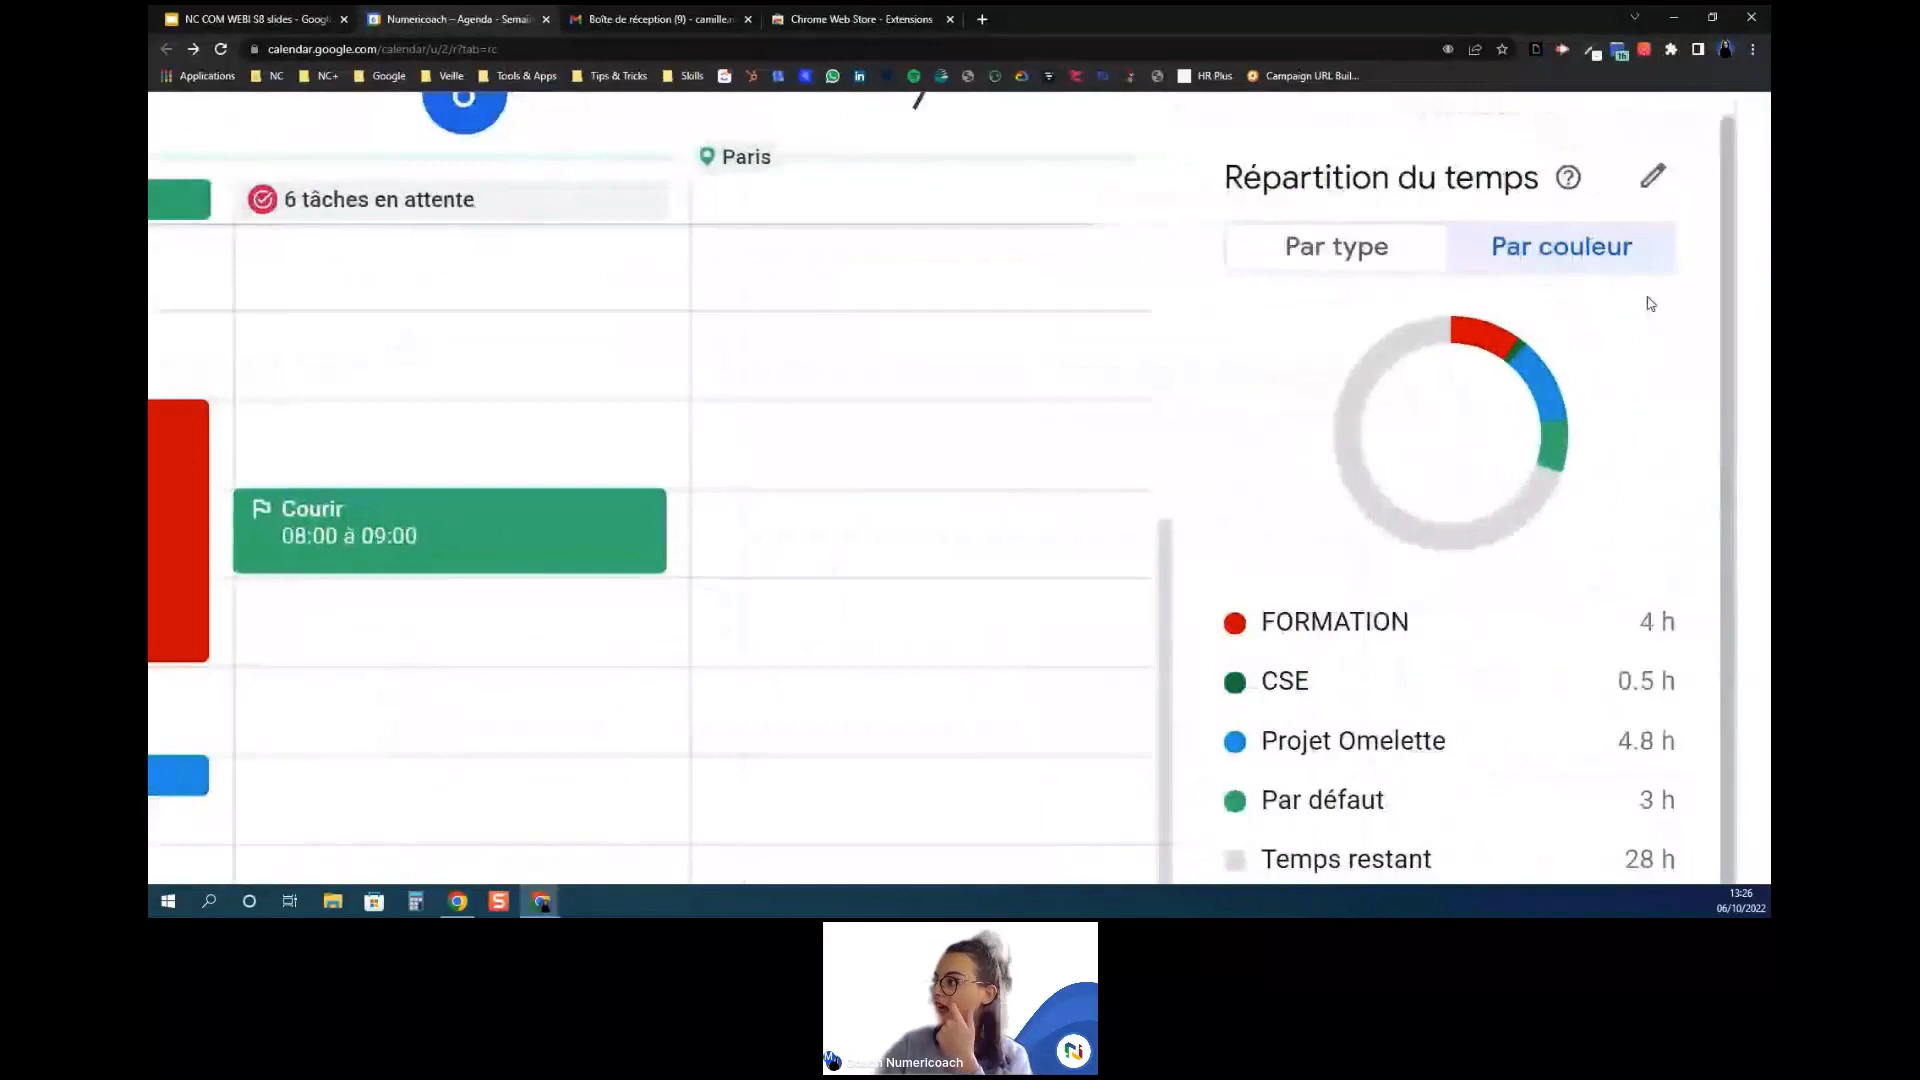 NC COM WEBI S8 slides - Googl
Numericoach – Agenda - Semain
Boîte de réception (9) - camille.
Chrome Web Store - Extensions
calendar.google.com/calendar/u/2/r?tab=rc
Applications
NC
NC+
Google
Veille
Tools & Apps
Tips & Tricks
Skills
HR Plus
Campaign URL Buil...
Paris
6 tâches en attente
Courir
08:00 à 09:00
Répartition du temps
Par type
Par couleur
FORMATION 4 h
CSE 0.5 h
Projet Omelette 4.8 h
Par défaut 3 h
Temps restant 28 h
13:26
06/10/2022
Numericoach